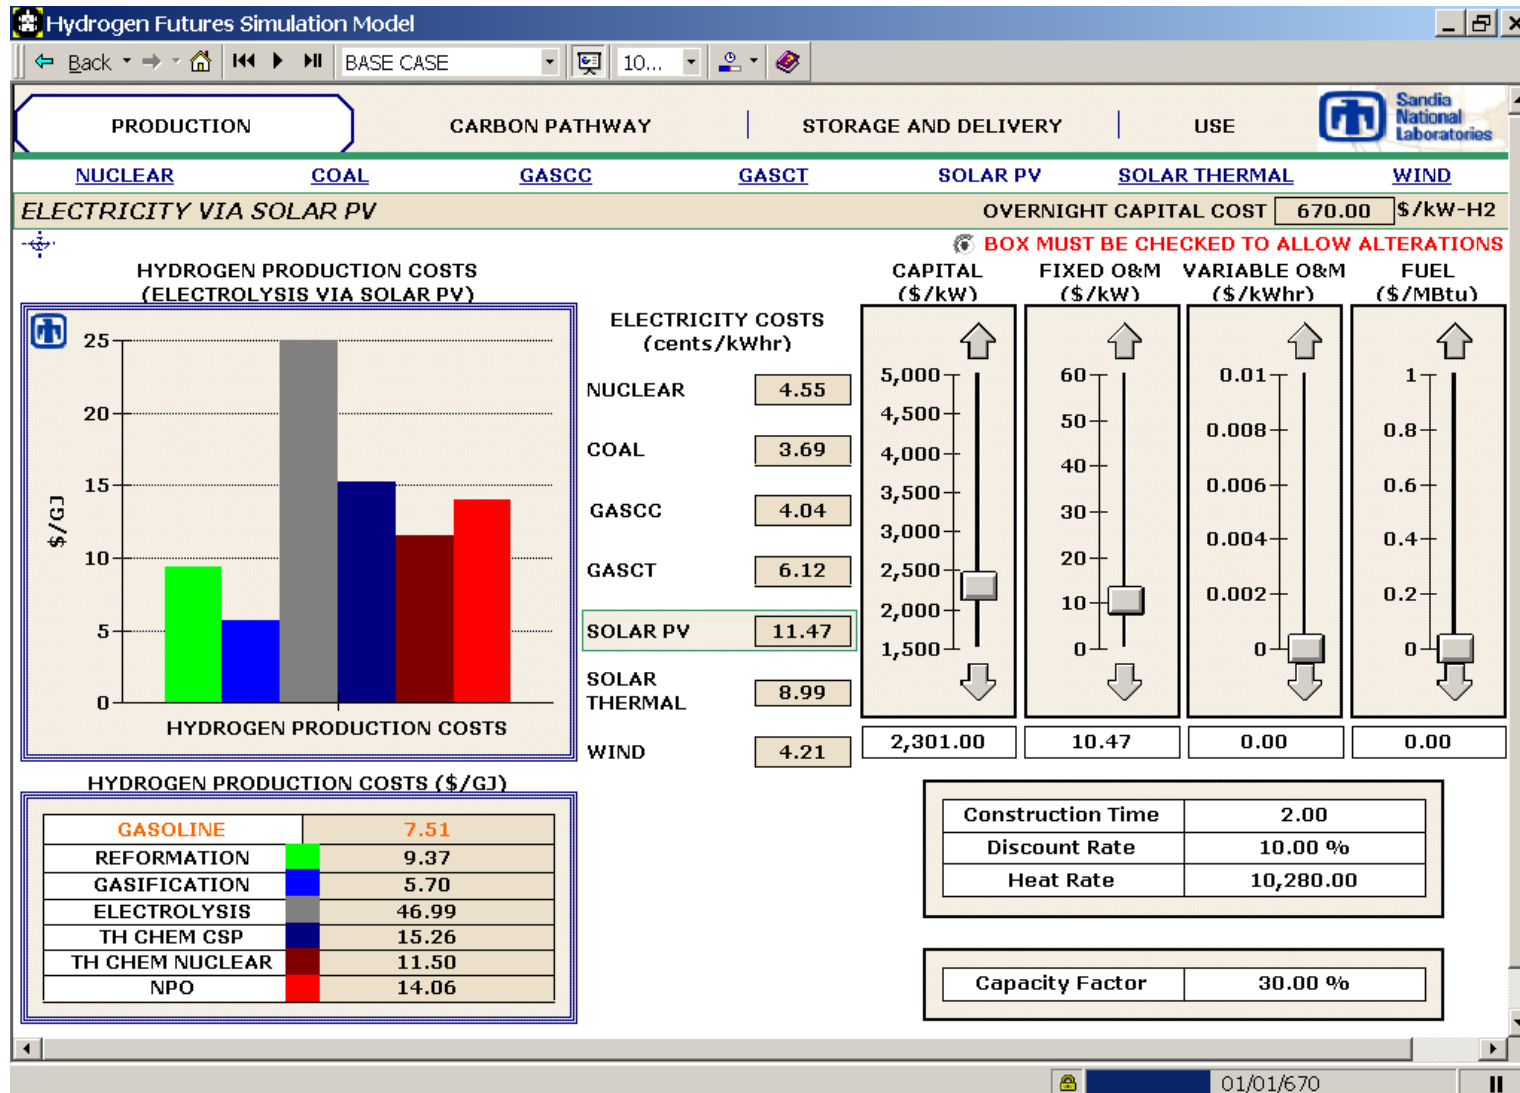 Hydrogen Futures Simulation Model
Back BASE CASE 10...
PRODUCTION CARBON PATHWAY STORAGE AND DELIVERY USE
Sandia
National
Laboratories
NUCLEAR COAL GASCC GASCT SOLAR PV SOLAR THERMAL WIND
ELECTRICITY VIA SOLAR PV OVERNIGHT CAPITAL COST 670.00 $/kW-H2
BOX MUST BE CHECKED TO ALLOW ALTERATIONS
HYDROGEN PRODUCTION COSTS
(ELECTROLYSIS VIA SOLAR PV)
25
20
15
10
5
0
$/GJ
HYDROGEN PRODUCTION COSTS
ELECTRICITY COSTS
(cents/kWhr)
NUCLEAR 4.55
COAL 3.69
GASCC 4.04
GASCT 6.12
SOLAR PV 11.47
SOLAR
THERMAL 8.99
WIND 4.21
CAPITAL
($/kW)
5,000
4,500
4,000
3,500
3,000
2,500
2,000
1,500
2,301.00
FIXED O&M
($/kW)
60
50
40
30
20
10
0
10.47
VARIABLE O&M
($/kWhr)
0.01
0.008
0.006
0.004
0.002
0
0.00
FUEL
($/MBtu)
1
0.8
0.6
0.4
0.2
0
0.00
HYDROGEN PRODUCTION COSTS ($/GJ)
GASOLINE 7.51
REFORMATION 9.37
GASIFICATION 5.70
ELECTROLYSIS 46.99
TH CHEM CSP 15.26
TH CHEM NUCLEAR 11.50
NPO 14.06
Construction Time 2.00
Discount Rate 10.00 %
Heat Rate 10,280.00
Capacity Factor 30.00 %
01/01/670